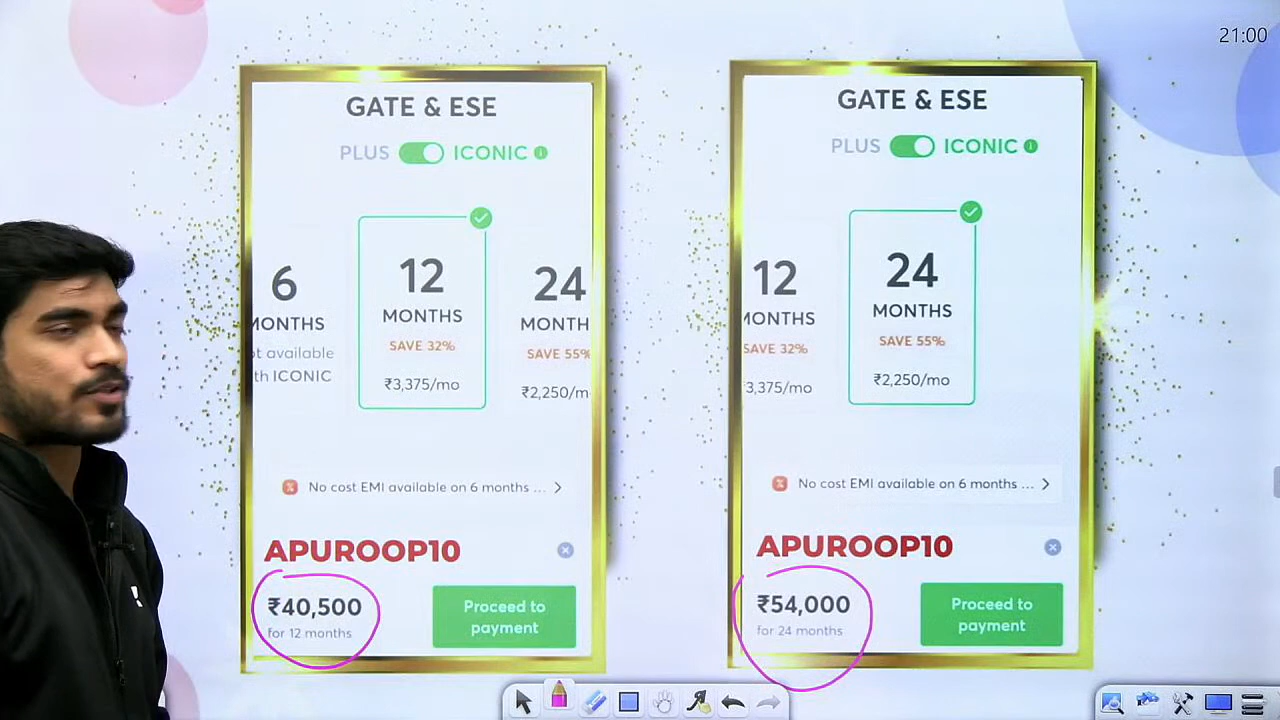 21:00
GATE & ESE
PLUS ICONIC
6
MONTHS
t available
th ICONIC
12
MONTHS
SAVE 32%
₹3,375/mo
24
MONTH
SAVE 55%
₹2,250/m
No cost EMI available on 6 months ...
APUROOP10
₹40,500
for 12 months
Proceed to
payment
GATE & ESE
PLUS ICONIC
12
MONTHS
SAVE 32%
3,375/mo
24
MONTHS
SAVE 55%
₹2,250/mo
No cost EMI available on 6 months ...
APUROOP10
₹54,000
for 24 months
Proceed to
payment